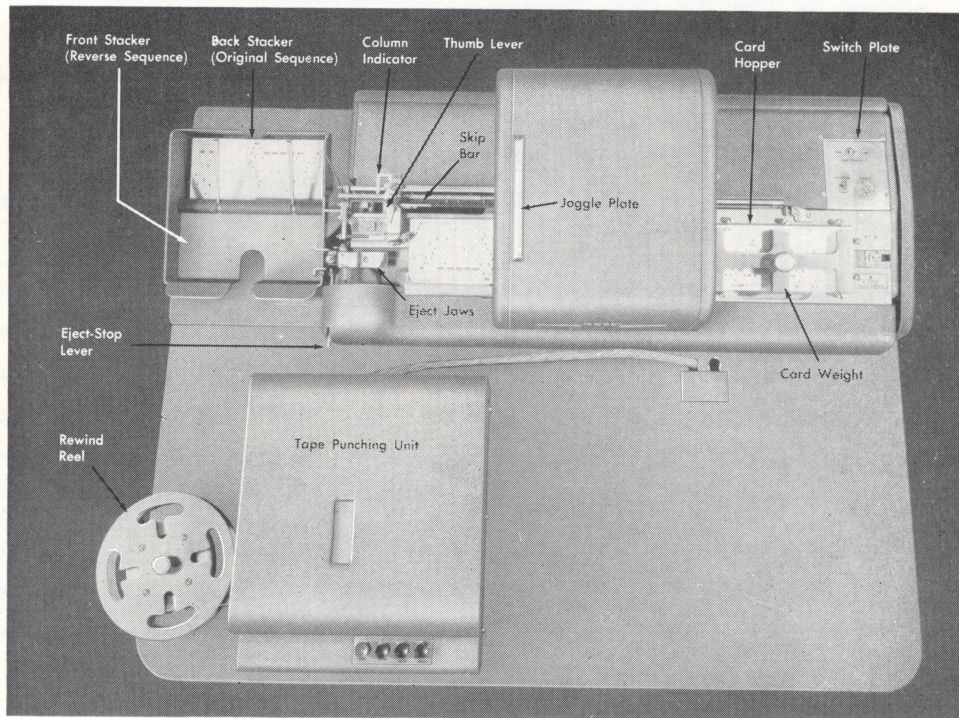 Front Stacker
(Reverse Sequence)
Back Stacker
(Original Sequence)
Column
Indicator
Thumb Lever
Card
Hopper
Switch Plate
Skip
Bar
Joggle Plate
Eject Jaws
Eject-Stop
Lever
Card Weight
Rewind
Reel
Tape Punching Unit